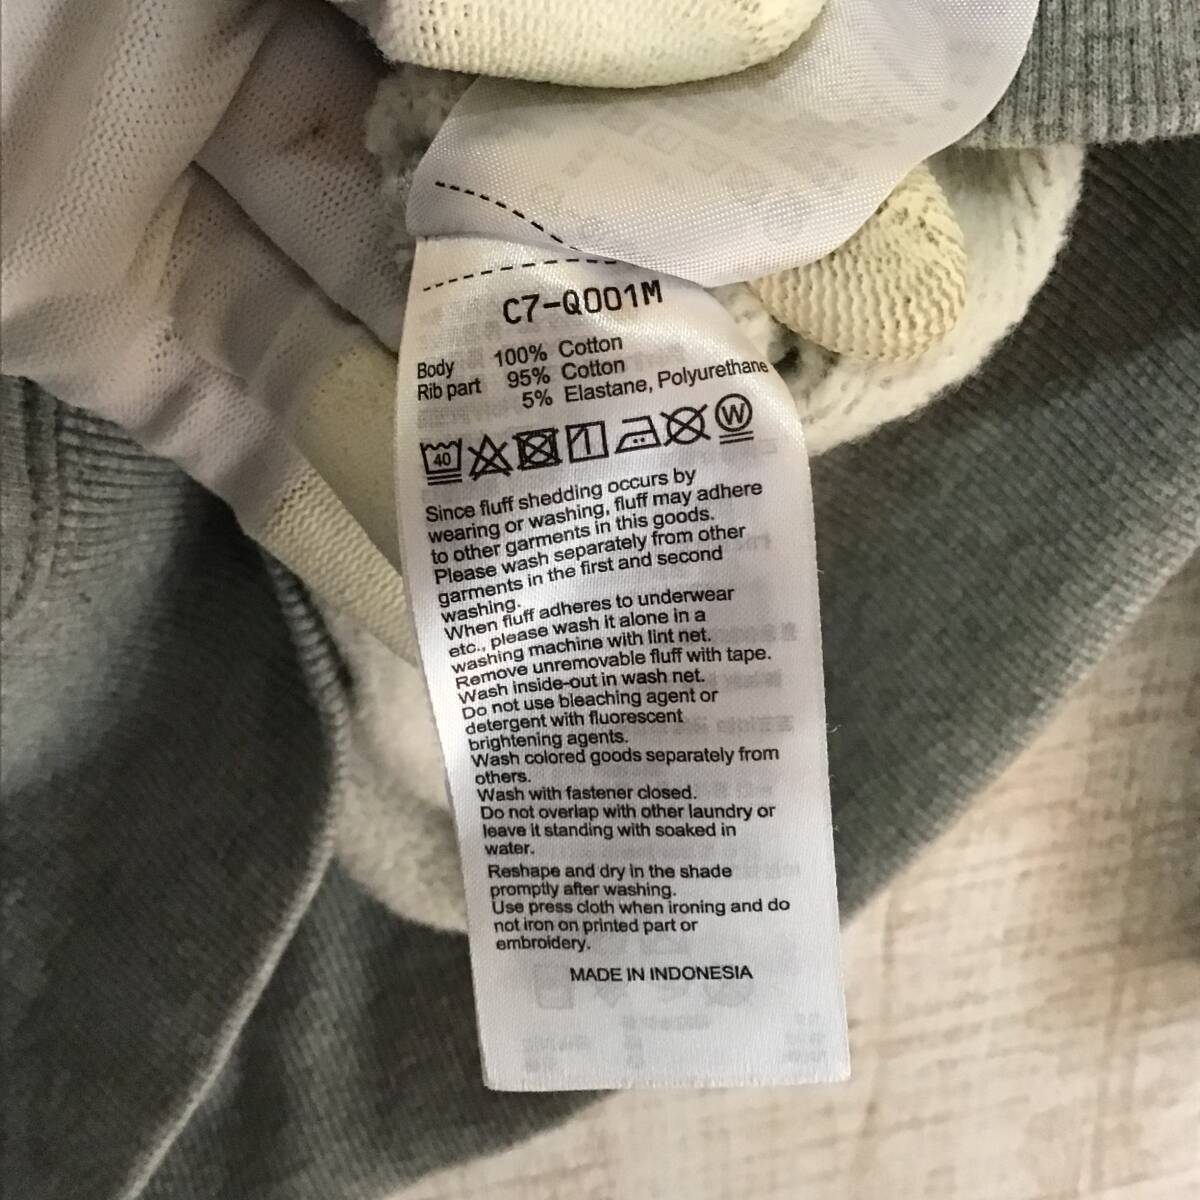 C7-Q001M
Body 100% Cotton
Rib part 95% Cotton
5% Elastane, Polyurethane
40 W
Since fluff shedding occurs by
wearing or washing, fluff may adhere
to other garments in this goods.
Please wash separately from other
garments in the first and second
washing.
When fluff adheres to underwear
etc., please wash it alone in a
washing machine with lint net.
Remove unremovable fluff with tape.
Wash inside-out in wash net.
Do not use bleaching agent or
detergent with fluorescent
brightening agents.
Wash colored goods separately from
others.
Wash with fastener closed.
Do not overlap with other laundry or
leave it standing with soaked in
water.
Reshape and dry in the shade
promptly after washing.
Use press cloth when ironing and do
not iron on printed part or
embroidery.
MADE IN INDONESIA